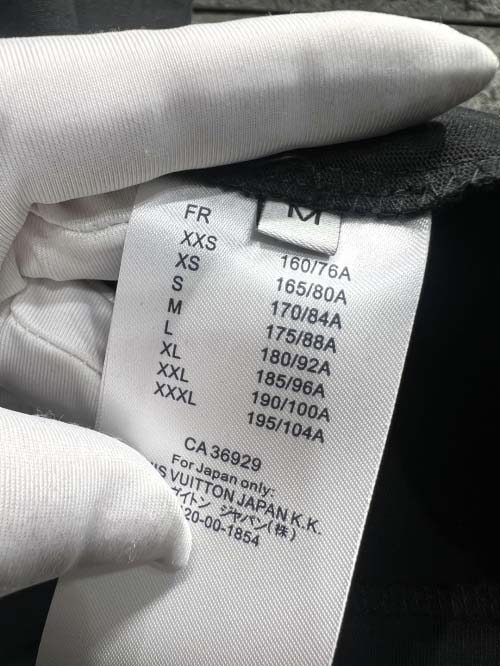 M
FR
XXS 160/76A
XS 165/80A
S 170/84A
M 175/88A
L 180/92A
XL 185/96A
XXL 190/100A
XXXL 195/104A
CA 36929
For Japan only:
VUITTON JAPAN K.K.
ジャパン(株)
20-00-1854